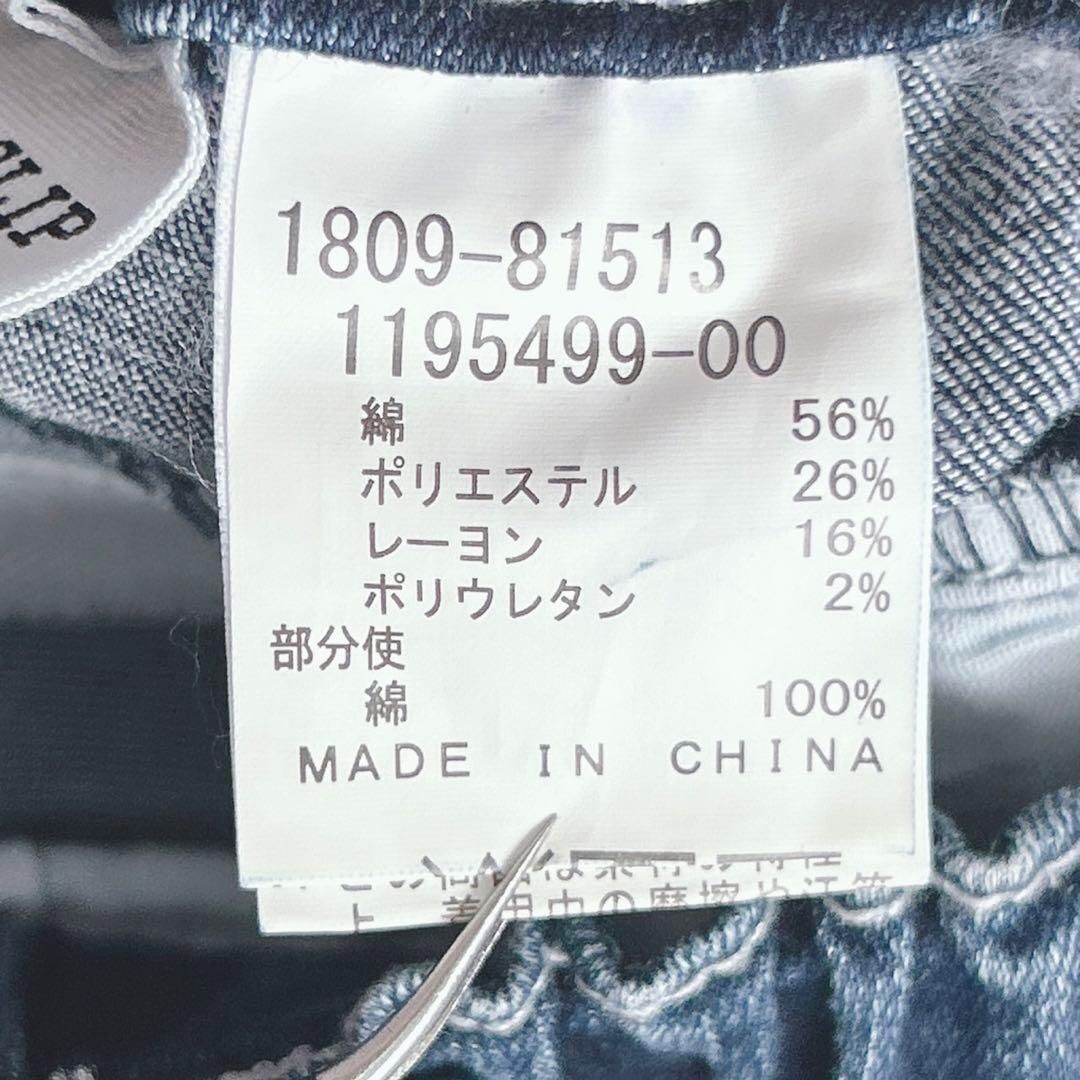 1809-81513
1195499-00
綿 56%
ポリエステル 26%
レーヨン 16%
ポリウレタン 2%
部分使
綿 100%
MADE IN CHINA